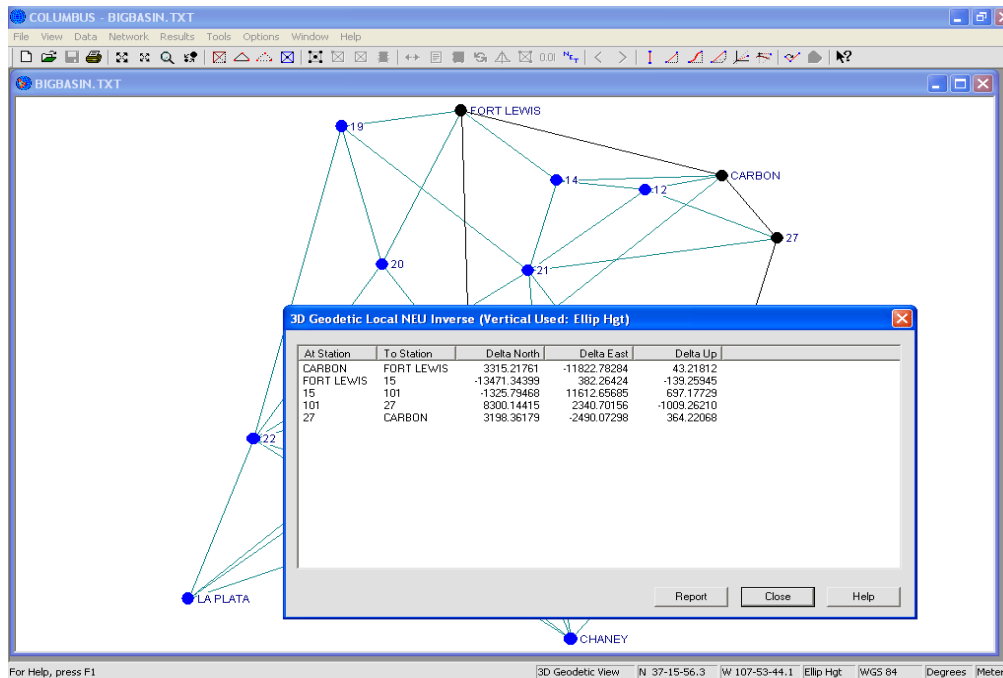 COLUMBUS - BIGBASIN.TXT
File View Data Network Results Tools Options Window Help
0.01
BIGBASIN.TXT
FORT LEWIS
19
14
CARBON
12
27
20
21
3D Geodetic Local NEU Inverse (Vertical Used: Ellip Hgt)
At Station To Station Delta North Delta East Delta Up
CARBON FORT LEWIS 3315.21761 -11822.78284 43.21812
FORT LEWIS 15 -13471.34399 382.26424 -139.25945
15 101 -1325.79468 11612.65685 697.17729
101 27 8300.14415 2340.70156 -1009.26210
27 CARBON 3198.36179 -2490.07298 364.22068
22
Report Close Help
LA PLATA
CHANEY
For Help, press F1 3D Geodetic View N 37-15-56.3 W 107-53-44.1 Ellip Hgt WGS 84 Degrees Meter